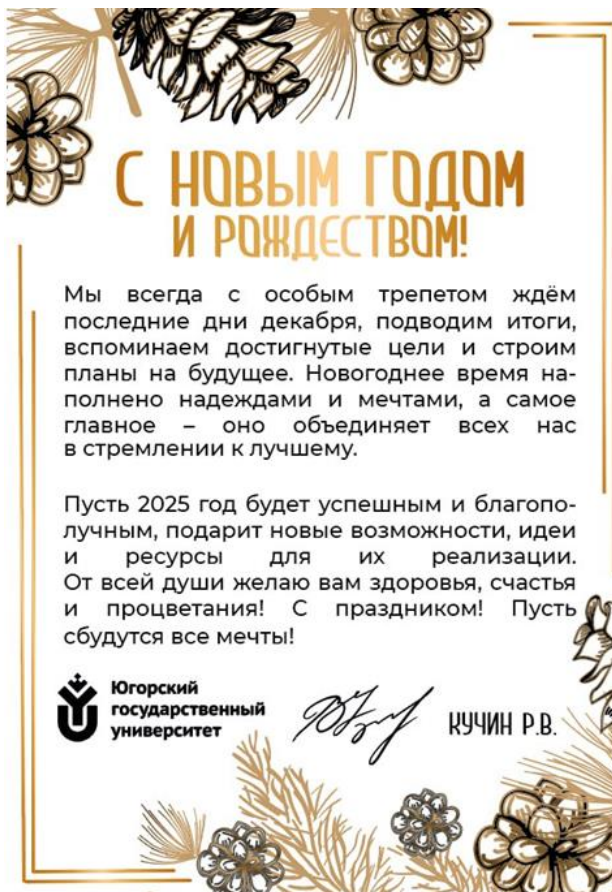 С НОВЫМ ГОДОМ
И РОЖДЕСТВОМ!
Мы всегда с особым трепетом ждём
последние дни декабря, подводим итоги,
вспоминаем достигнутые цели и строим
планы на будущее. Новогоднее время на-
полнено надеждами и мечтами, а самое
главное – оно объединяет всех нас
в стремлении к лучшему.
Пусть 2025 год будет успешным и благопо-
лучным, подарит новые возможности, идеи
и ресурсы для их реализации.
От всей души желаю вам здоровья, счастья
и процветания! С праздником! Пусть
сбудутся все мечты!
Югорский
государственный
университет
КУЧИН Р.В.